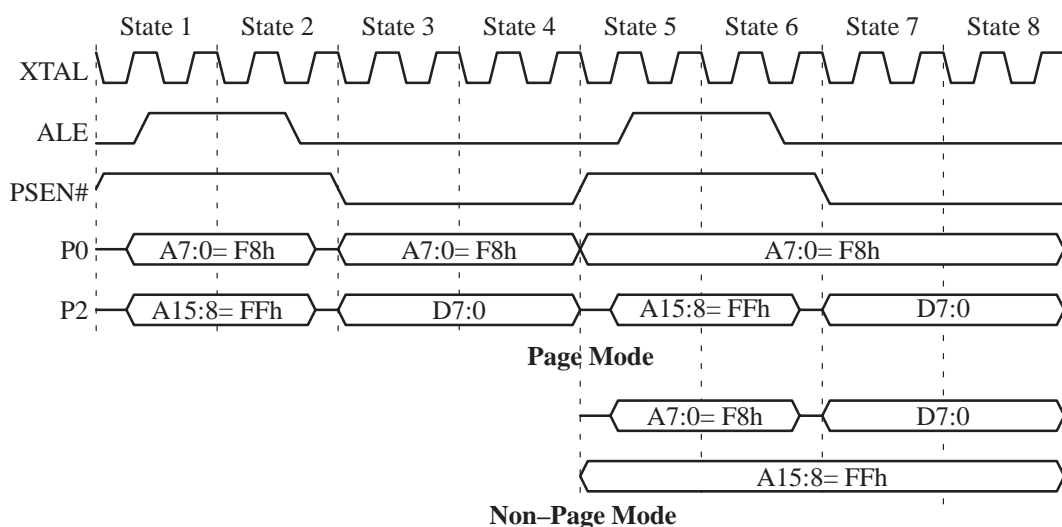 State 1 State 2 State 3 State 4 State 5 State 6 State 7 State 8
XTAL
ALE
PSEN#
P0 A7:0= F8h A7:0= F8h A7:0= F8h
P2 A15:8= FFh D7:0 A15:8= FFh D7:0
Page Mode
A7:0= F8h D7:0
A15:8= FFh
Non–Page Mode